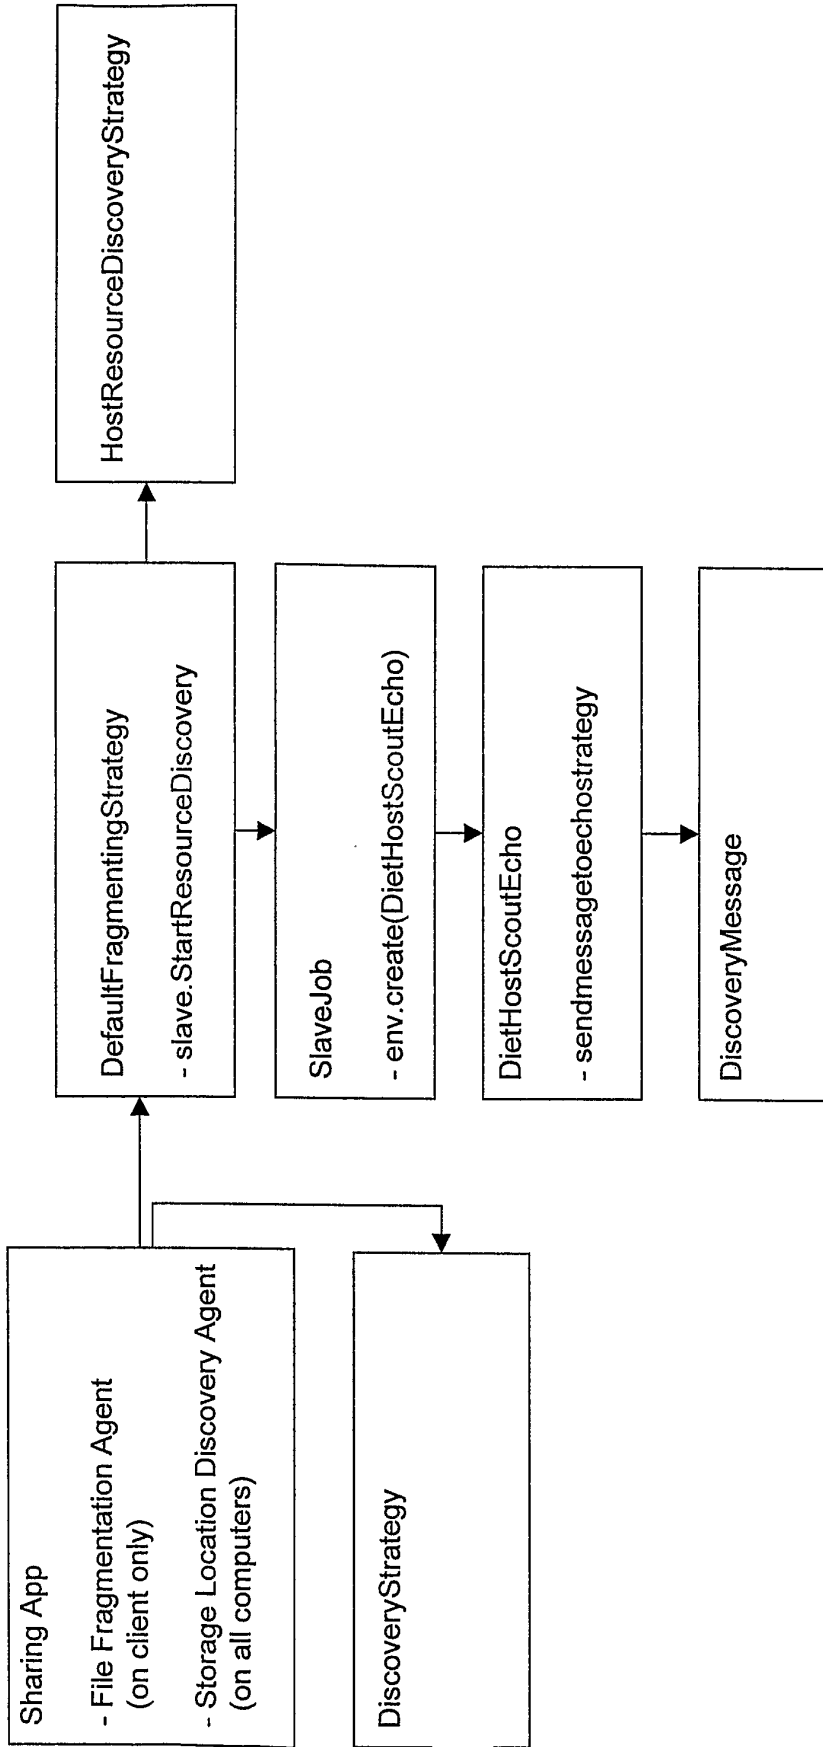 Sharing App
- File Fragmentation Agent
(on client only)
- Storage Location Discovery Agent
(on all computers)
DiscoveryStrategy
DefaultFragmentingStrategy
- slave.StartResourceDiscovery
SlaveJob
- env.create(DietHostScoutEcho)
DietHostScoutEcho
- sendmessagetoechostrategy
DiscoveryMessage
HostResourceDiscoveryStrategy